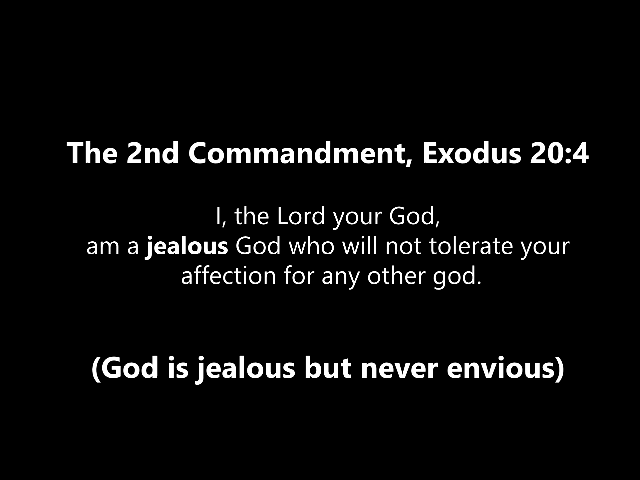 The 2nd Commandment, Exodus 20:4
I, the Lord your God,
am a jealous God who will not tolerate your
affection for any other god.
(God is jealous but never envious)